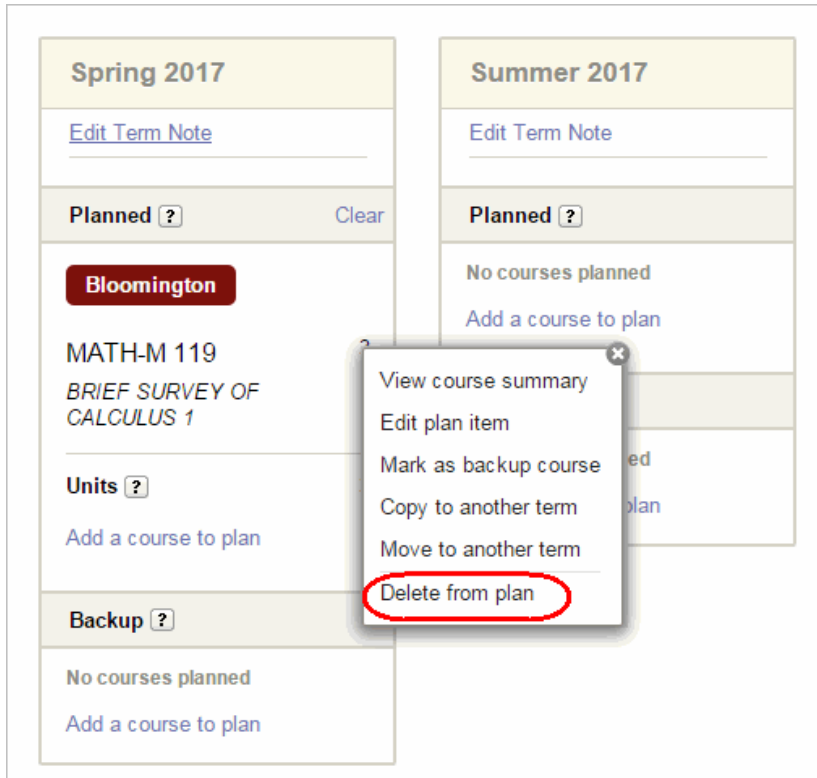 Spring 2017
Edit Term Note
Planned ?
Clear
Bloomington
MATH-M 119
BRIEF SURVEY OF
CALCULUS 1
Units ?
Add a course to plan
Backup ?
No courses planned
Add a course to plan
Summer 2017
Edit Term Note
Planned ?
No courses planned
Add a course to plan
View course summary
Edit plan item
Mark as backup course
Copy to another term
Move to another term
Delete from plan